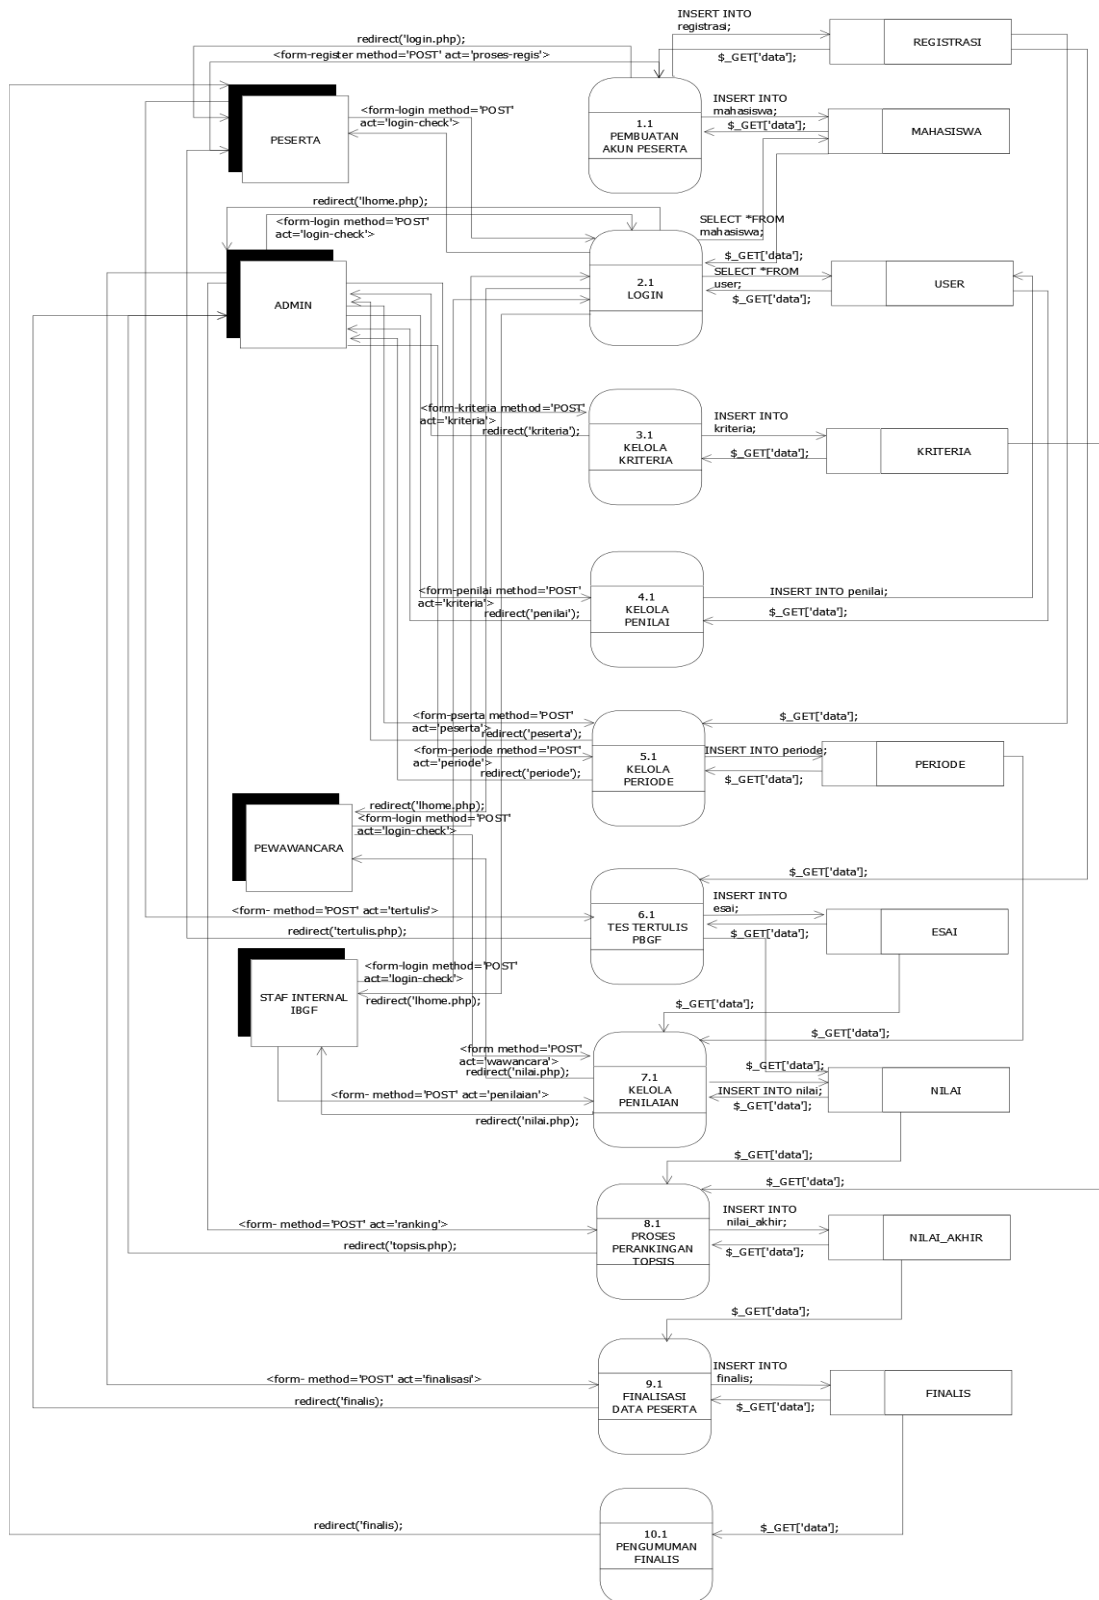 INSERT INTO
registrasi;
redirect('login.php);
<form-register method='POST' act='proses-regis'>
$_GET['data'];
REGISTRASI
PESERTA
<form-login method='POST'
act='login-check'>
1.1
PEMBUATAN
AKUN PESERTA
INSERT INTO
mahasiswa;
$_GET['data'];
MAHASISWA
redirect('lhome.php);
<form-login method='POST'
act='login-check'>
SELECT *FROM
mahasiswa;
$_GET['data'];
SELECT *FROM
user;
$_GET['data'];
ADMIN
2.1
LOGIN
USER
<form-kriteria method='POST'
act='kriteria'>
redirect('kriteria');
3.1
KELOLA
KRITERIA
INSERT INTO
kriteria;
$_GET['data'];
KRITERIA
<form-penilai method='POST'
act='kriteria'>
redirect('penilai');
4.1
KELOLA
PENILAI
INSERT INTO penilai;
$_GET['data'];
<form-pserta method='POST'
act='peserta'>
redirect('peserta');
<form-periode method='POST'
act='periode'>
redirect('periode');
5.1
KELOLA
PERIODE
$_GET['data'];
INSERT INTO periode;
$_GET['data'];
PERIODE
PEWAWANCARA
redirect('lhome.php);
<form-login method='POST'
act='login-check'>
<form- method='POST' act='tertulis'>
redirect('tertulis.php);
6.1
TES TERTULIS
PBGF
$_GET['data'];
INSERT INTO
esai;
$_GET['data'];
ESAI
STAF INTERNAL
IBGF
<form-login method='POST'
act='login-check'>
redirect('lhome.php);
$_GET['data'];
$_GET['data'];
<form method='POST'
act='wawancara'>
redirect('nilai.php);
<form- method='POST' act='penilaian'>
redirect('nilai.php);
7.1
KELOLA
PENILAIAN
$_GET['data'];
INSERT INTO nilai;
$_GET['data'];
NILAI
$_GET['data'];
$_GET['data'];
<form- method='POST' act='ranking'>
redirect('topsis.php);
8.1
PROSES
PERANKINGAN
TOPSIS
INSERT INTO
nilai_akhir;
$_GET['data'];
NILAI_AKHIR
$_GET['data'];
<form- method='POST' act='finalisasi'>
redirect('finalis);
9.1
FINALISASI
DATA PESERTA
INSERT INTO
finalis;
$_GET['data'];
FINALIS
redirect('finalis);
10.1
PENGUMUMAN
FINALIS
$_GET['data'];